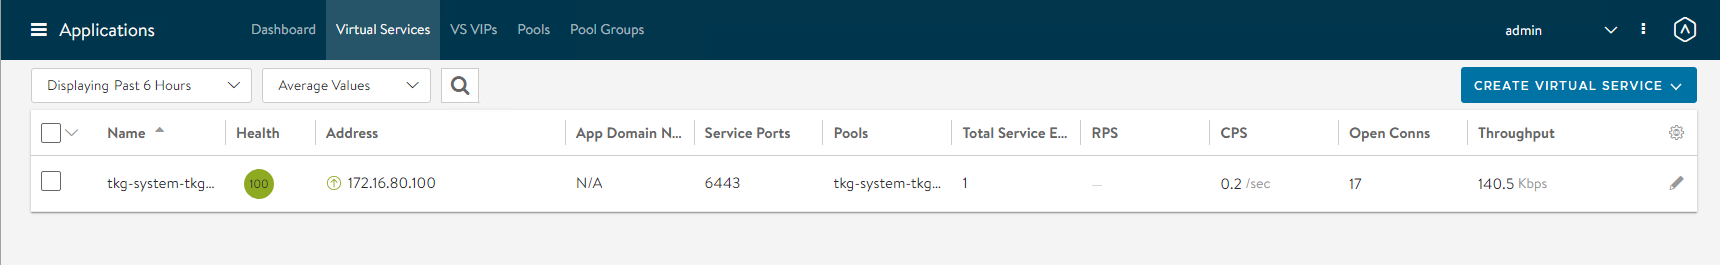 Applications Dashboard Virtual Services VS VIPs Pools Pool Groups admin
Displaying Past 6 Hours Average Values CREATE VIRTUAL SERVICE
Name Health Address App Domain N... Service Ports Pools Total Service E... RPS CPS Open Conns Throughput
tkg-system-tkg... 100 172.16.80.100 N/A 6443 tkg-system-tkg... 1 — 0.2 /sec 17 140.5 Kbps